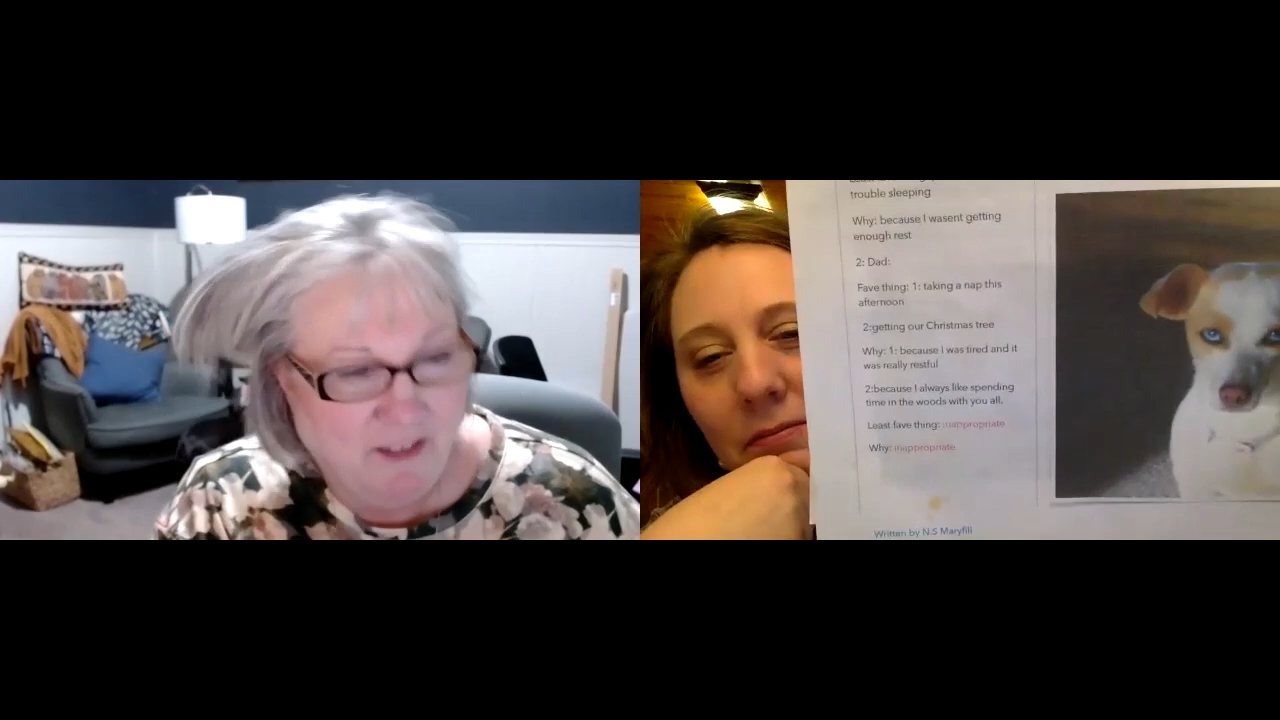 trouble sleeping
Why: because I wasent getting
enough rest
2: Dad:
Fave thing: 1: taking a nap this
afternoon
2:getting our Christmas tree
Why: 1: because I was tired and it
was really restful
2:because I always like spending
time in the woods with you all.
Least fave thing: inappropriate
Why: inappropriate
Written by N.S Maryfill